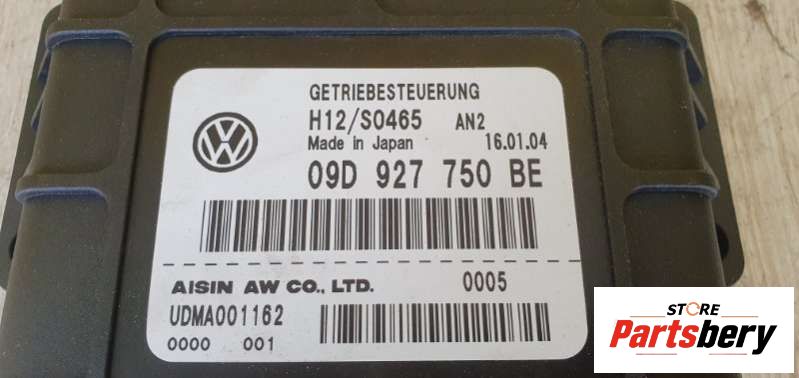 GETRIEBESTEUERUNG
H12/S0465 AN2
Made in Japan 16.01.04
09D 927 750 BE
AISIN AW CO., LTD. 0005
UDMA001162
0000 001
STORE
Partsbery